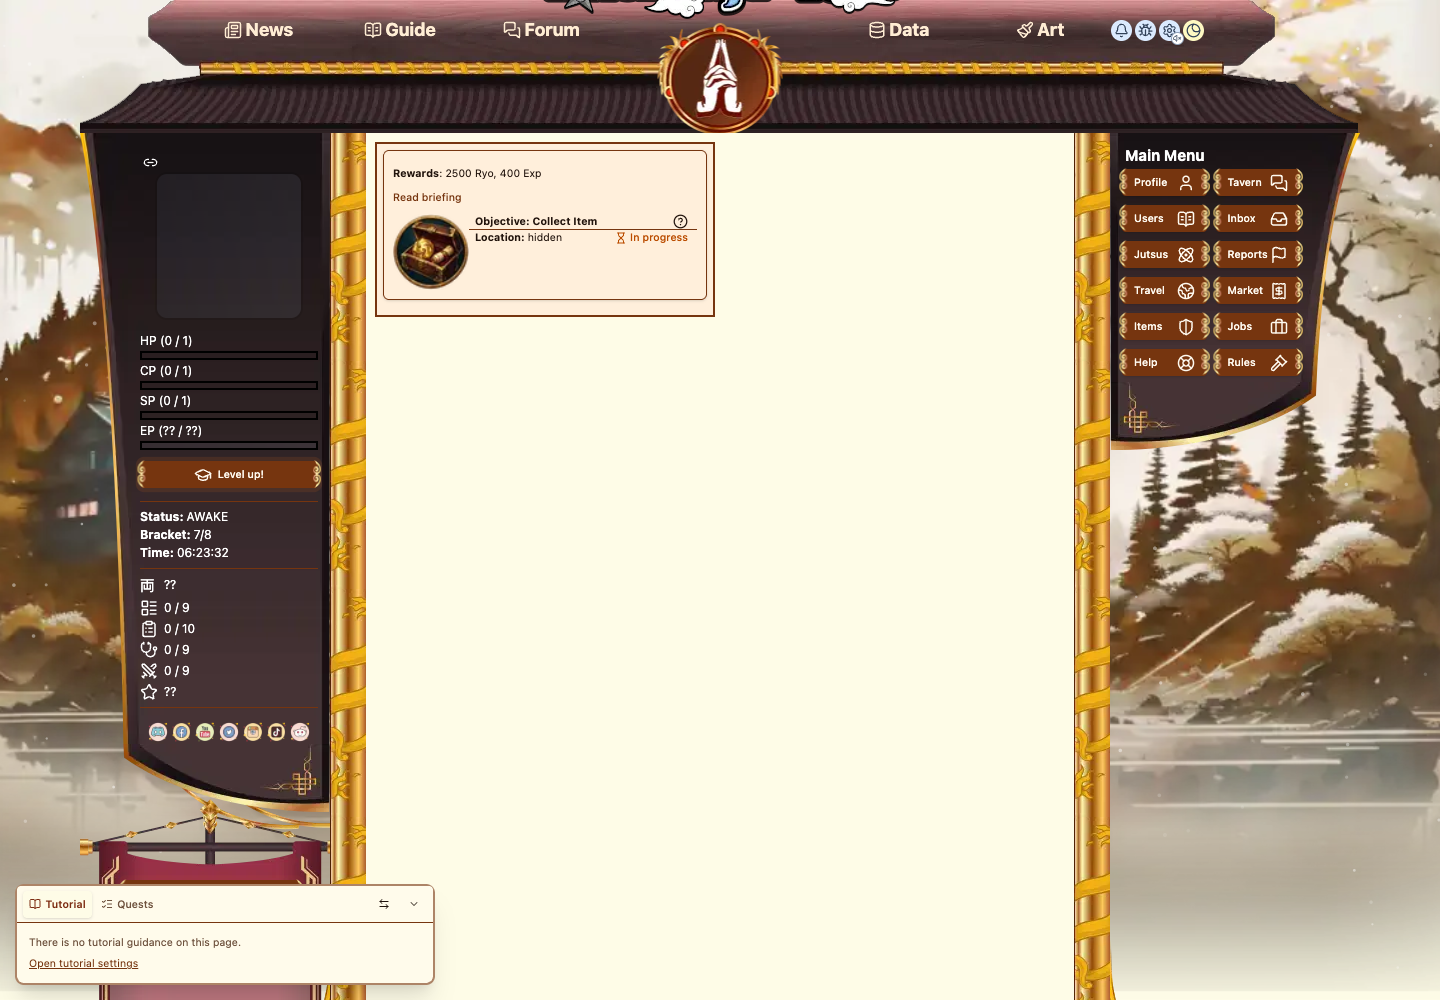 News
Guide
Forum
Data
Art
HP (0 / 1)
CP (0 / 1)
SP (0 / 1)
EP (?? / ??)
Level up!
Status: AWAKE
Bracket: 7/8
Time: 06:23:32
両 ??
0 / 9
0 / 10
0 / 9
0 / 9
??
Rewards: 2500 Ryo, 400 Exp
Read briefing
Objective: Collect Item
Location: hidden
In progress
Main Menu
Profile
Tavern
Users
Inbox
Jutsus
Reports
Travel
Market
Items
Jobs
Help
Rules
Tutorial
Quests
There is no tutorial guidance on this page.
Open tutorial settings